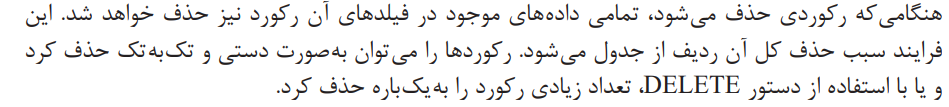 هنگامی‌که رکوردی حذف می‌شود، تمامی داده‌های موجود در فیلدهای آن رکورد نیز حذف خواهد شد. این
فرایند سبب حذف کل آن ردیف از جدول می‌شود. رکوردها را می‌توان به‌صورت دستی و تک‌به‌تک حذف کرد
و یا با استفاده از دستور DELETE، تعداد زیادی رکورد را به‌یک‌باره حذف کرد.